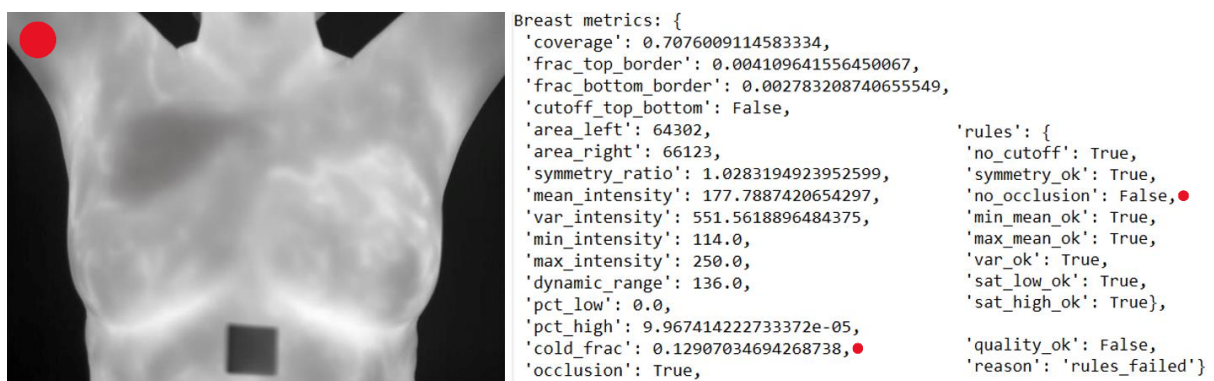 Breast metrics: {
'coverage': 0.7076009114583334,
'frac_top_border': 0.004109641556450067,
'frac_bottom_border': 0.002783208740655549,
'cutoff_top_bottom': False,
'area_left': 64302,
'area_right': 66123,
'symmetry_ratio': 1.0283194923952599,
'mean_intensity': 177.7887420654297,
'var_intensity': 551.5618896484375,
'min_intensity': 114.0,
'max_intensity': 250.0,
'dynamic_range': 136.0,
'pct_low': 0.0,
'pct_high': 9.967414222733372e-05,
'cold_frac': 0.12907034694268738,
'occlusion': True,
'rules': {
'no_cutoff': True,
'symmetry_ok': True,
'no_occlusion': False,
'min_mean_ok': True,
'max_mean_ok': True,
'var_ok': True,
'sat_low_ok': True,
'sat_high_ok': True},
'quality_ok': False,
'reason': 'rules_failed'}